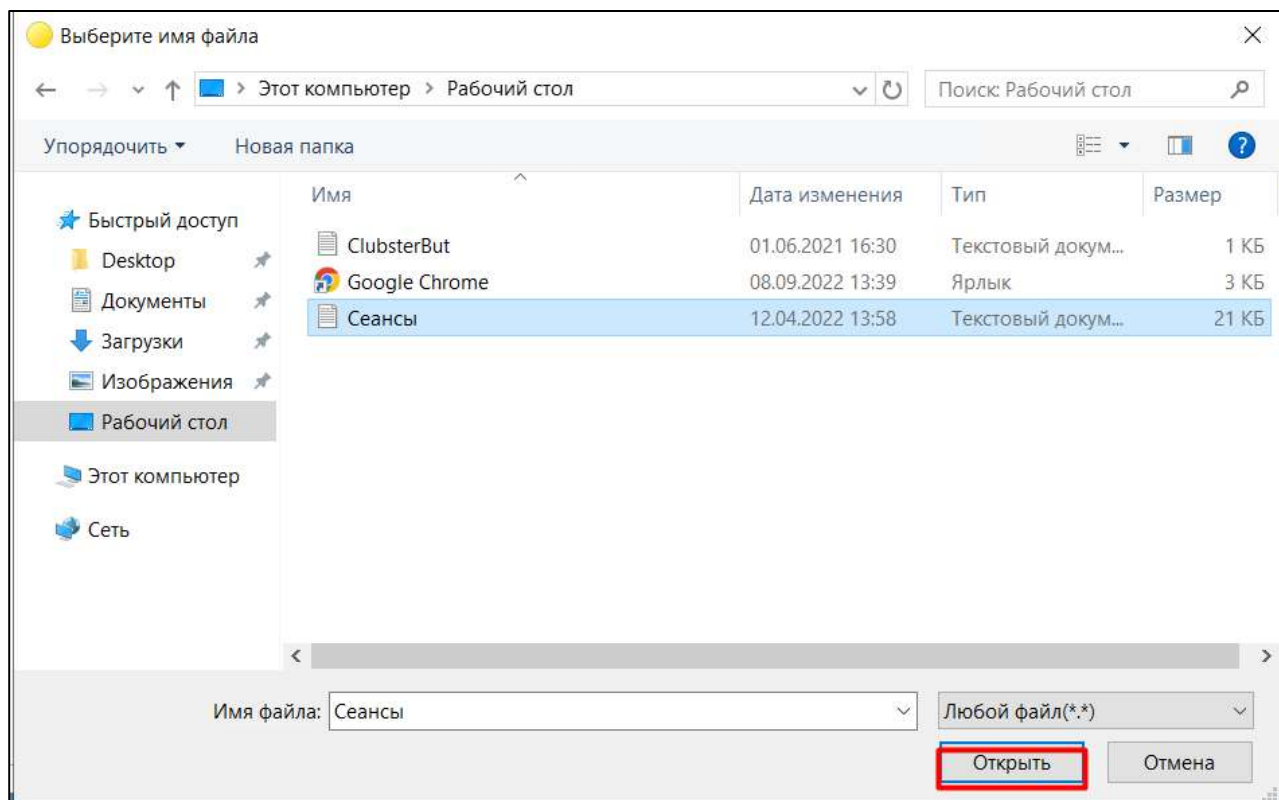 Выберите имя файла
Этот компьютер > Рабочий стол
Поиск: Рабочий стол
Упорядочить
Новая папка
Имя
Дата изменения
Тип
Размер
Быстрый доступ
Desktop
Документы
Загрузки
Изображения
Рабочий стол
Этот компьютер
Сеть
ClubsterBut 01.06.2021 16:30 Текстовый докум... 1 КБ
Google Chrome 08.09.2022 13:39 Ярлык 3 КБ
Сеансы 12.04.2022 13:58 Текстовый докум... 21 КБ
Имя файла: Сеансы
Любой файл(*.*)
Открыть
Отмена